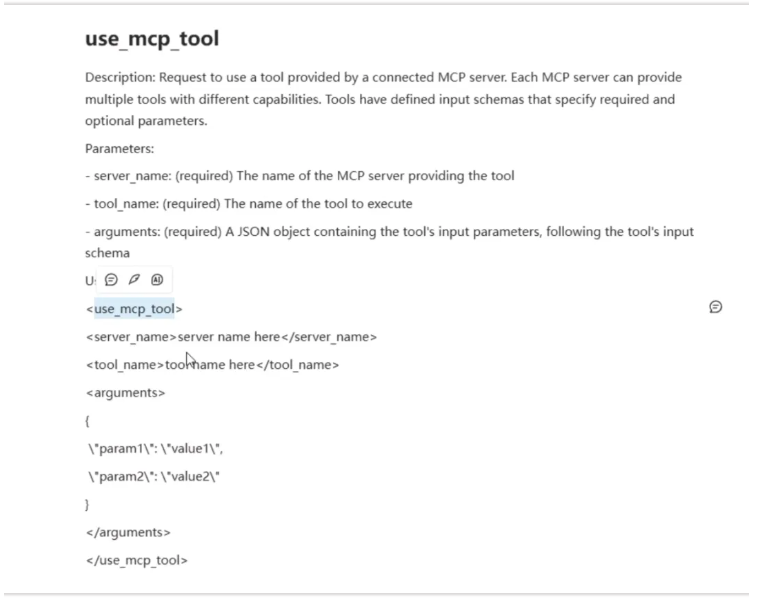 use_mcp_tool
Description: Request to use a tool provided by a connected MCP server. Each MCP server can provide
multiple tools with different capabilities. Tools have defined input schemas that specify required and
optional parameters.
Parameters:
- server_name: (required) The name of the MCP server providing the tool
- tool_name: (required) The name of the tool to execute
- arguments: (required) A JSON object containing the tool's input parameters, following the tool's input
schema
<use_mcp_tool>
<server_name>server name here</server_name>
<tool_name>tool name here</tool_name>
<arguments>
{
\"param1\": \"value1\",
\"param2\": \"value2\"
}
</arguments>
</use_mcp_tool>